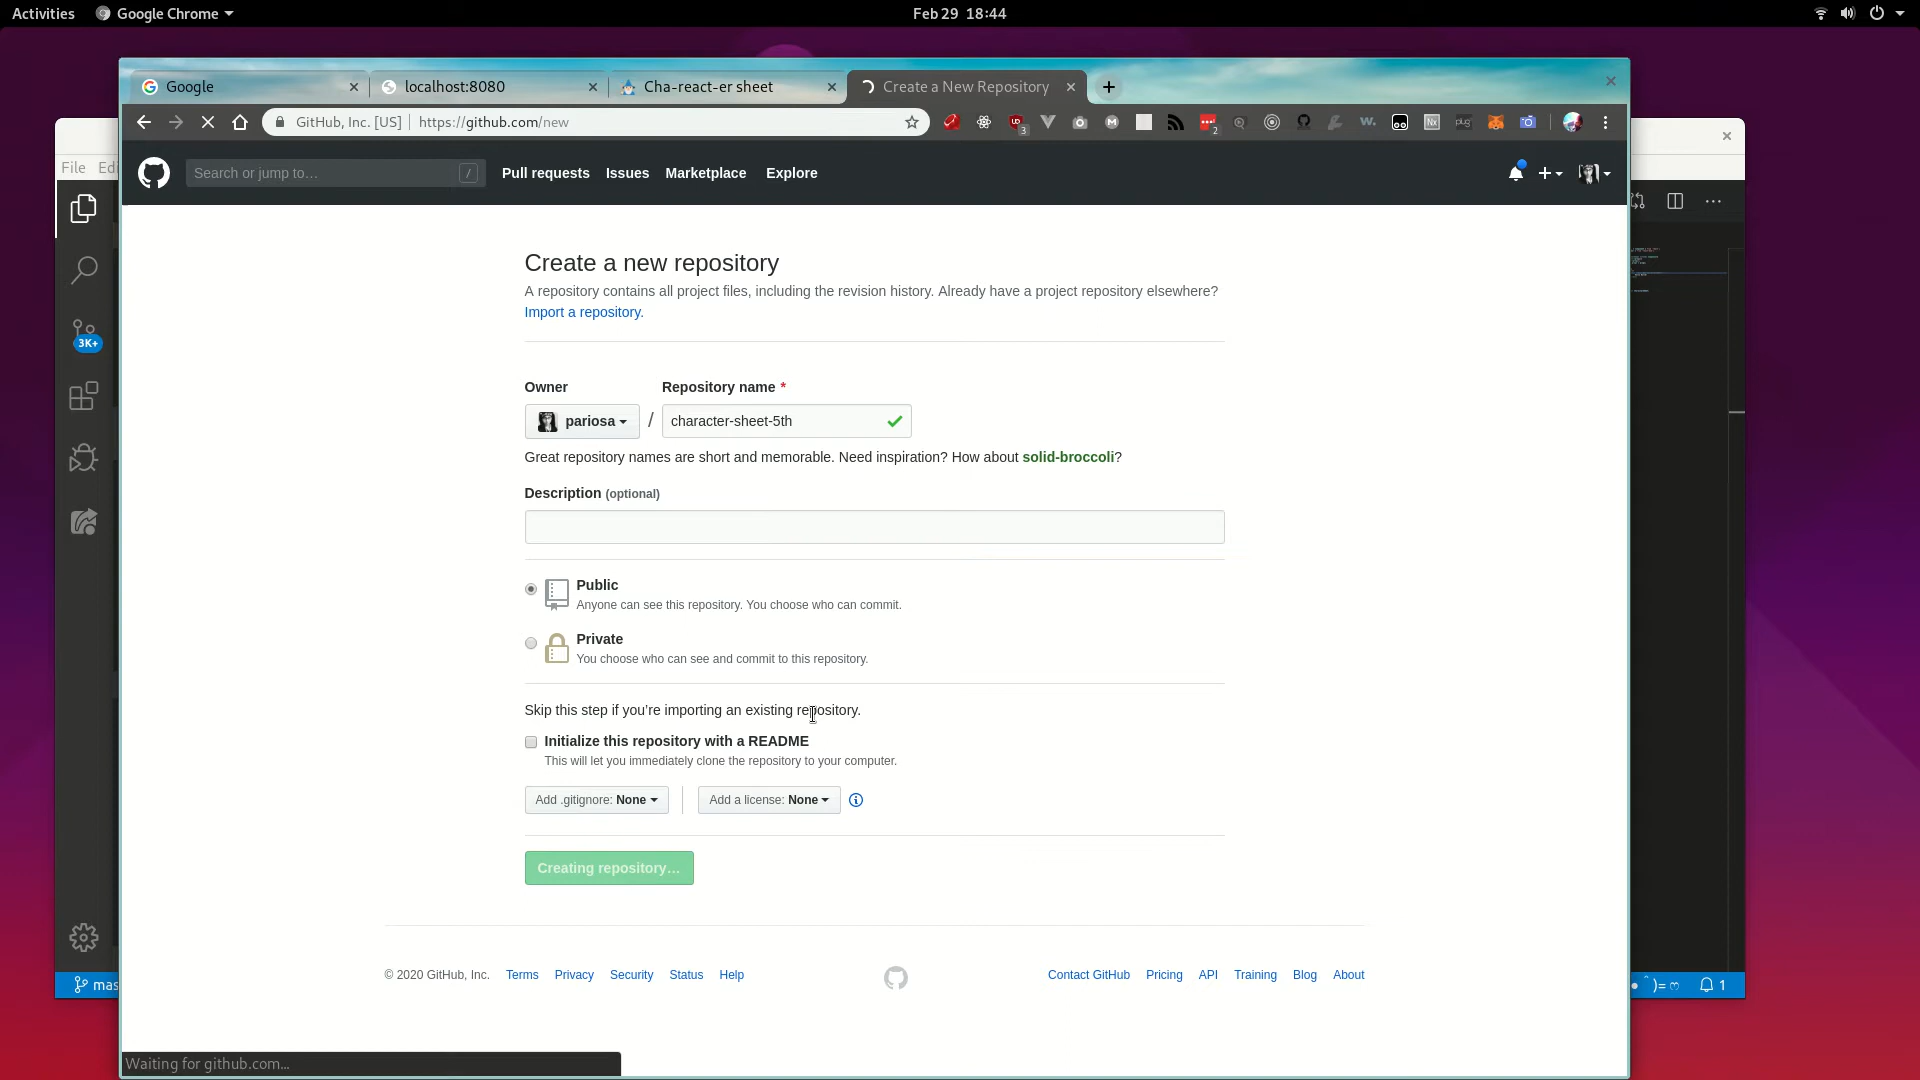 Activities Google Chrome Feb 29 18:44
Google localhost:8080 Cha-react-er sheet Create a New Repository
GitHub, Inc. [US] https://github.com/new 3 2
File
Search or jump to… / Pull requests Issues Marketplace Explore
Create a new repository
A repository contains all project files, including the revision history. Already have a project repository elsewhere?
Import a repository.
3K+
Owner Repository name *
pariosa / character-sheet-5th
Great repository names are short and memorable. Need inspiration? How about solid-broccoli?
Description (optional)
Public
Anyone can see this repository. You choose who can commit.
Private
You choose who can see and commit to this repository.
Skip this step if you’re importing an existing repository.
Initialize this repository with a README
This will let you immediately clone the repository to your computer.
Add .gitignore: None Add a license: None
Creating repository…
© 2020 GitHub, Inc. Terms Privacy Security Status Help Contact GitHub Pricing API Training Blog About
mas 1
Waiting for github.com...